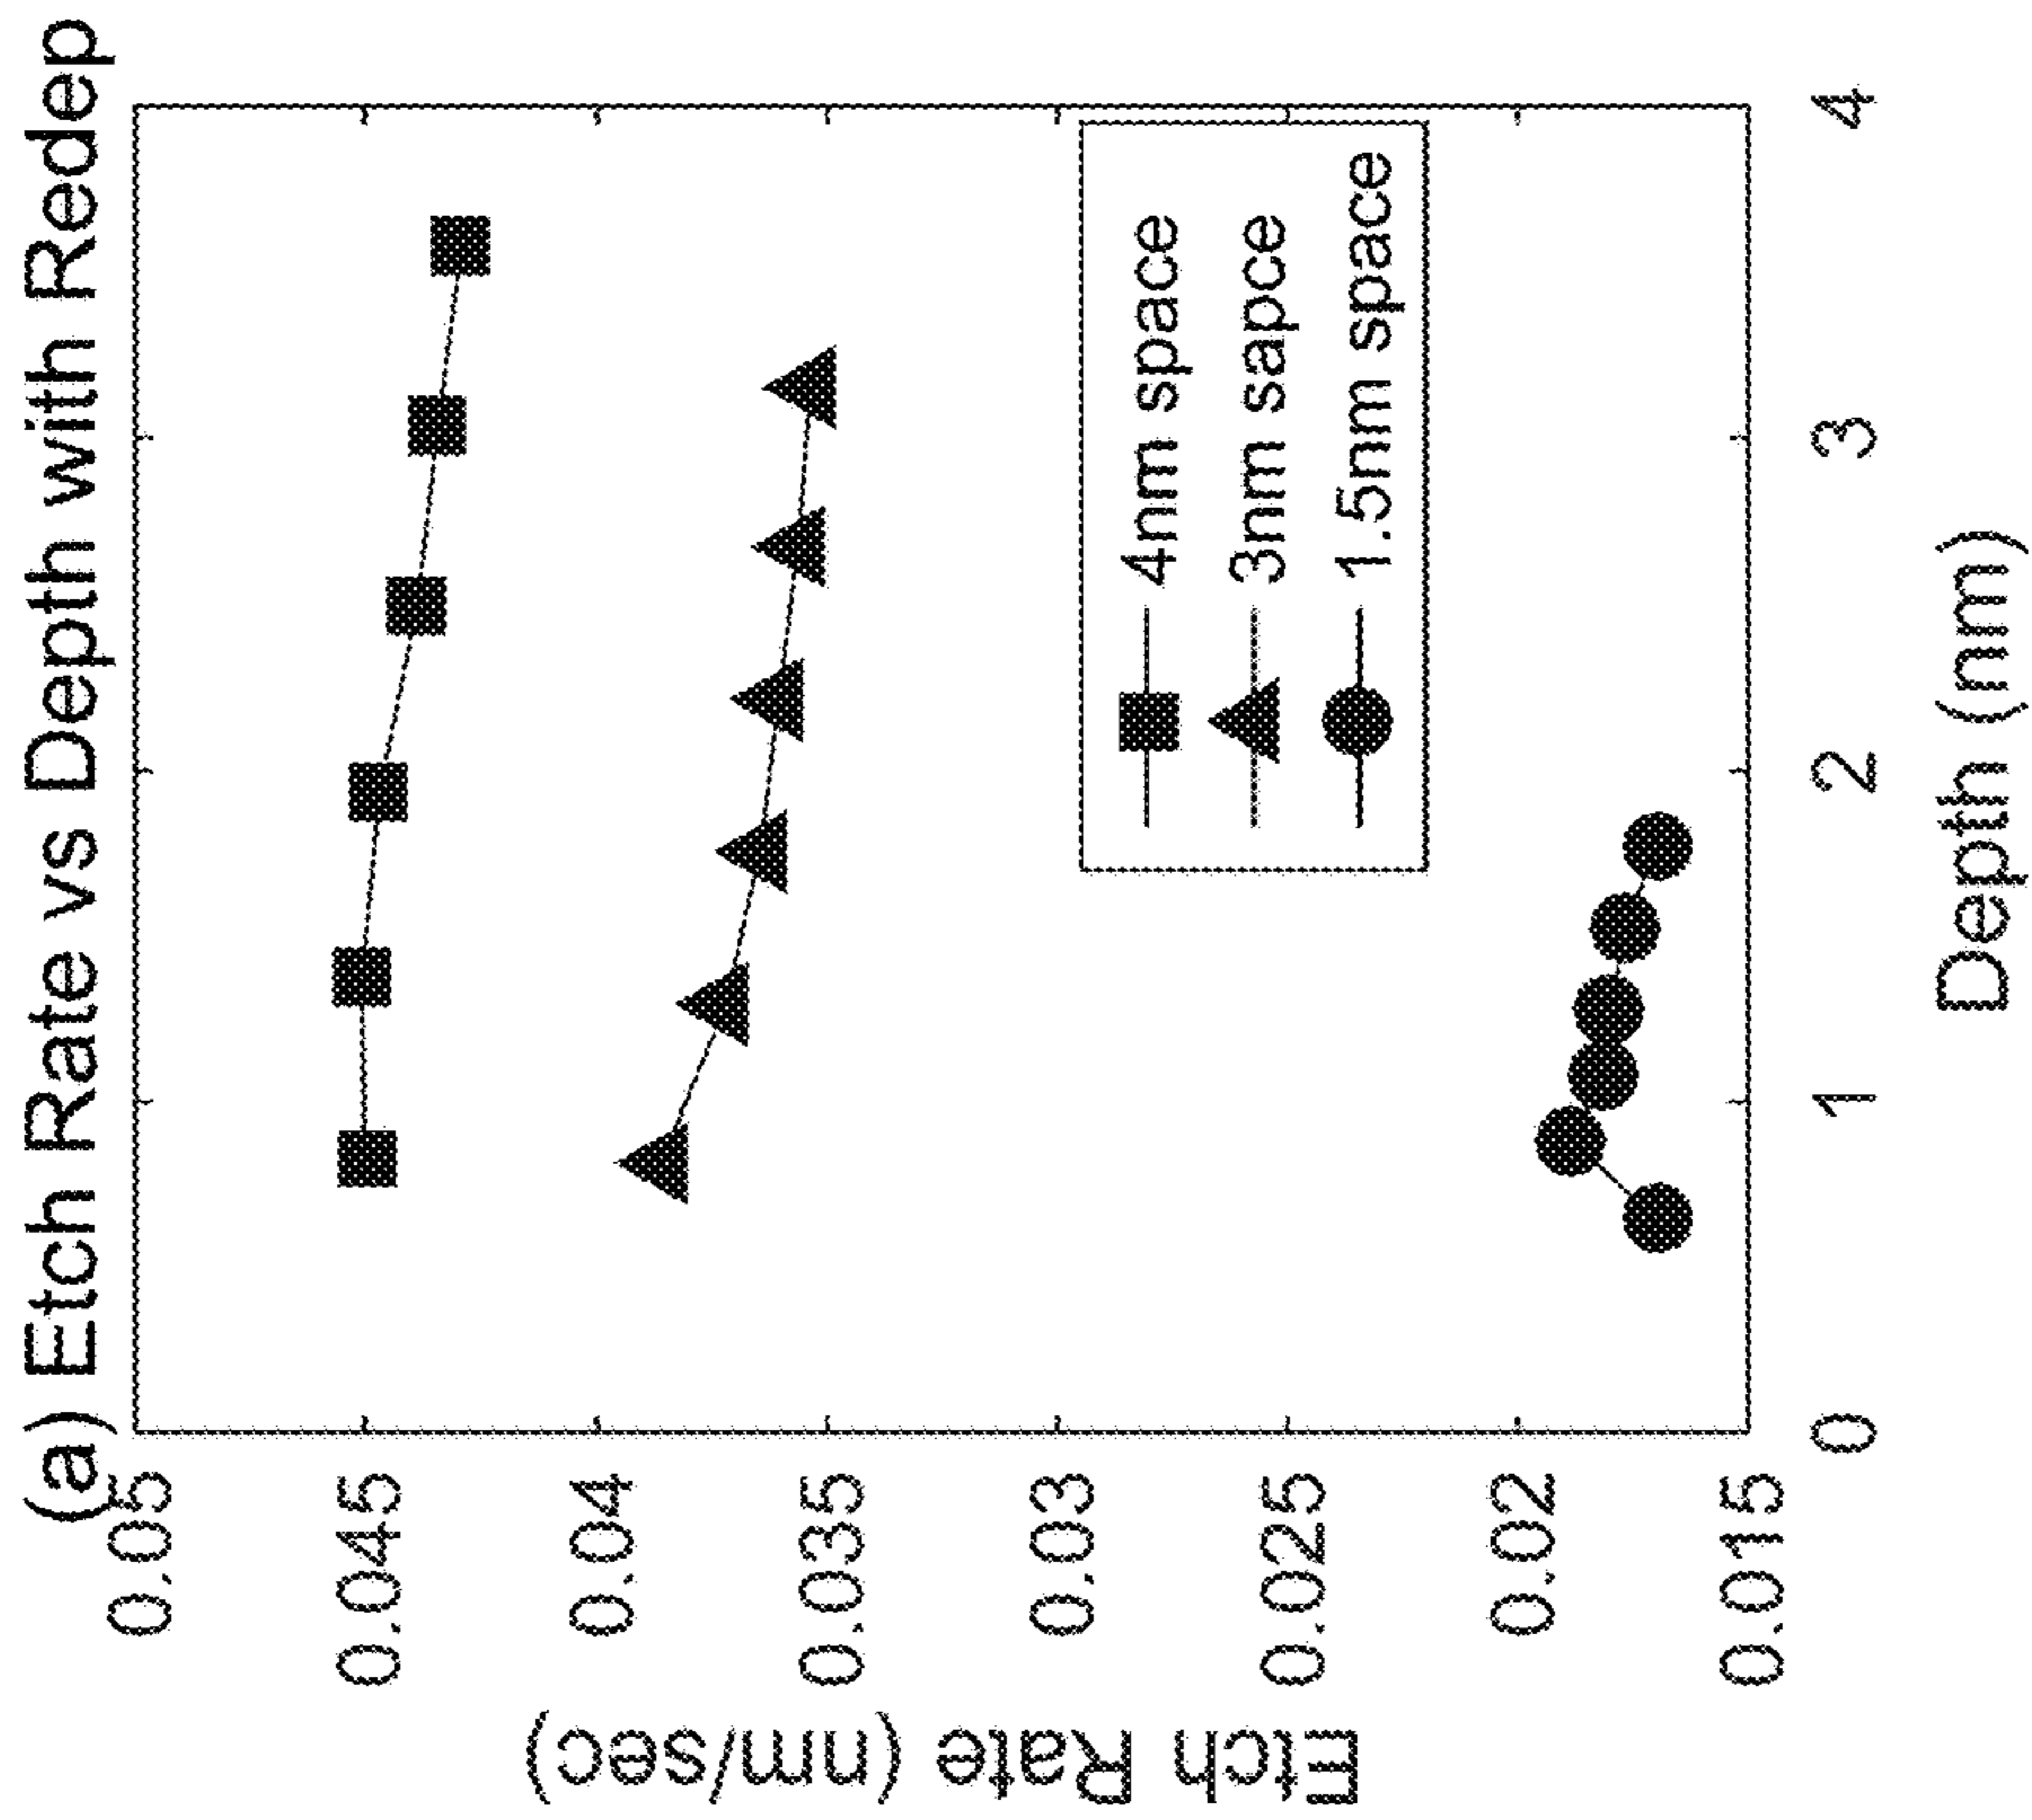 (a) Etch Rate vs Depth with Redep
Etch Rate (nm/sec)
0.05
0.045
0.04
0.035
0.03
0.025
0.02
0.015
4nm space
3nm sapce
1.5nm space
0 1 2 3 4
Depth (nm)